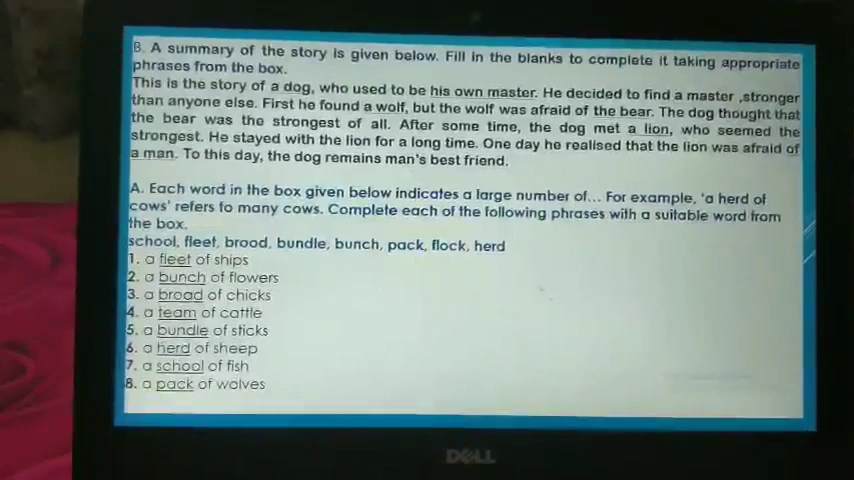 B. A summary of the story is given below. Fill in the blanks to complete it taking appropriate
phrases from the box.
This is the story of a dog, who used to be his own master. He decided to find a master ,stronger
than anyone else. First he found a wolf, but the wolf was afraid of the bear. The dog thought that
the bear was the strongest of all. After some time, the dog met a lion, who seemed the
strongest. He stayed with the lion for a long time. One day he realised that the lion was afraid of
a man. To this day, the dog remains man's best friend.
A. Each word in the box given below indicates a large number of... For example, 'a herd of
cows' refers to many cows. Complete each of the following phrases with a suitable word from
the box.
school, fleet, brood, bundle, bunch, pack, flock, herd
1. a fleet of ships
2. a bunch of flowers
3. a broad of chicks
4. a team of cattle
5. a bundle of sticks
6. a herd of sheep
7. a school of fish
8. a pack of wolves
DELL